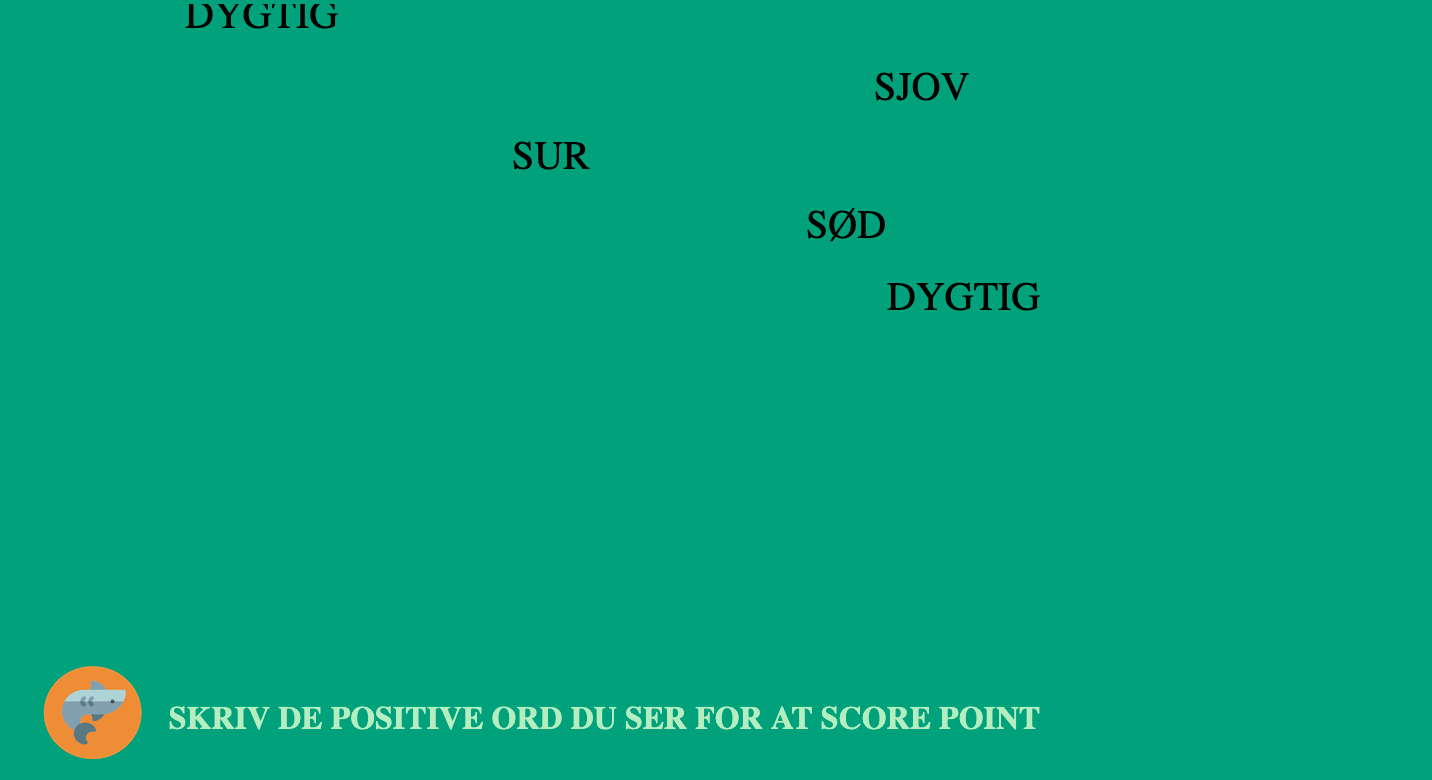 DYGTIG
SJOV
SUR
SØD
DYGTIG
SKRIV DE POSITIVE ORD DU SER FOR AT SCORE POINT